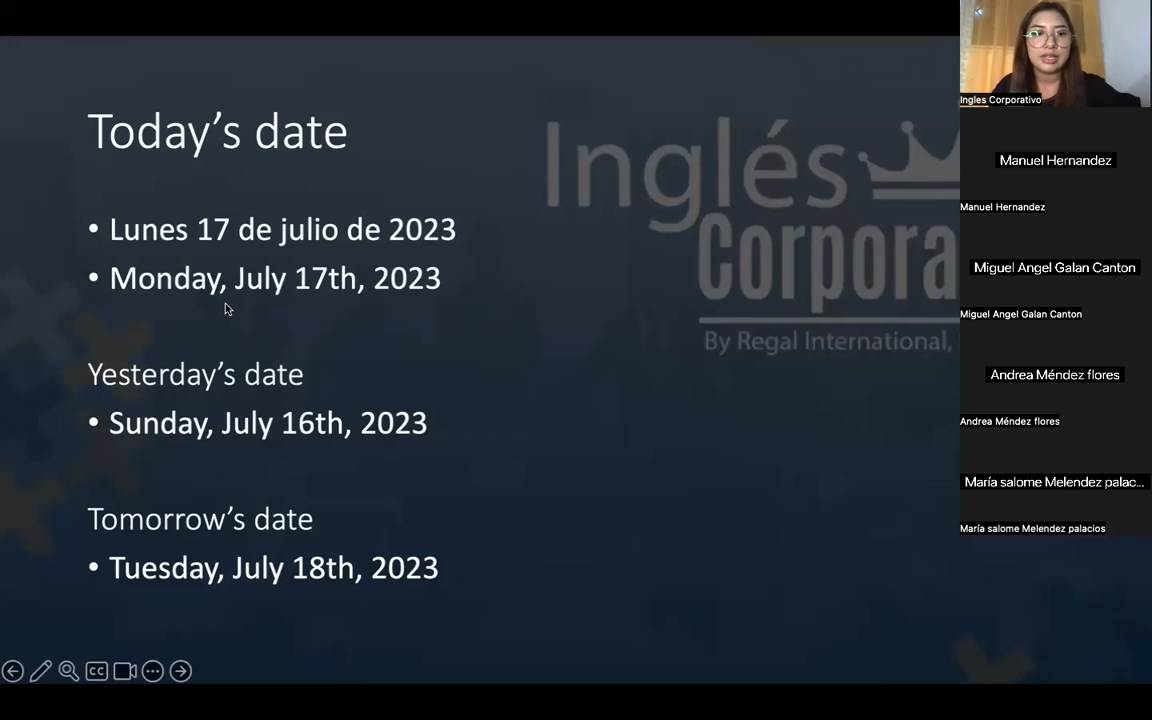 Today's date
• Lunes 17 de julio de 2023
• Monday, July 17th, 2023
Yesterday's date
• Sunday, July 16th, 2023
Tomorrow's date
• Tuesday, July 18th, 2023
Inglés
Corpora
By Regal International,
CC
Ingles Corporativo
Manuel Hernandez
Manuel Hernandez
Miguel Angel Galan Canton
Miguel Angel Galan Canton
Andrea Méndez flores
Andrea Méndez flores
María salome Melendez palac...
María salome Melendez palacios